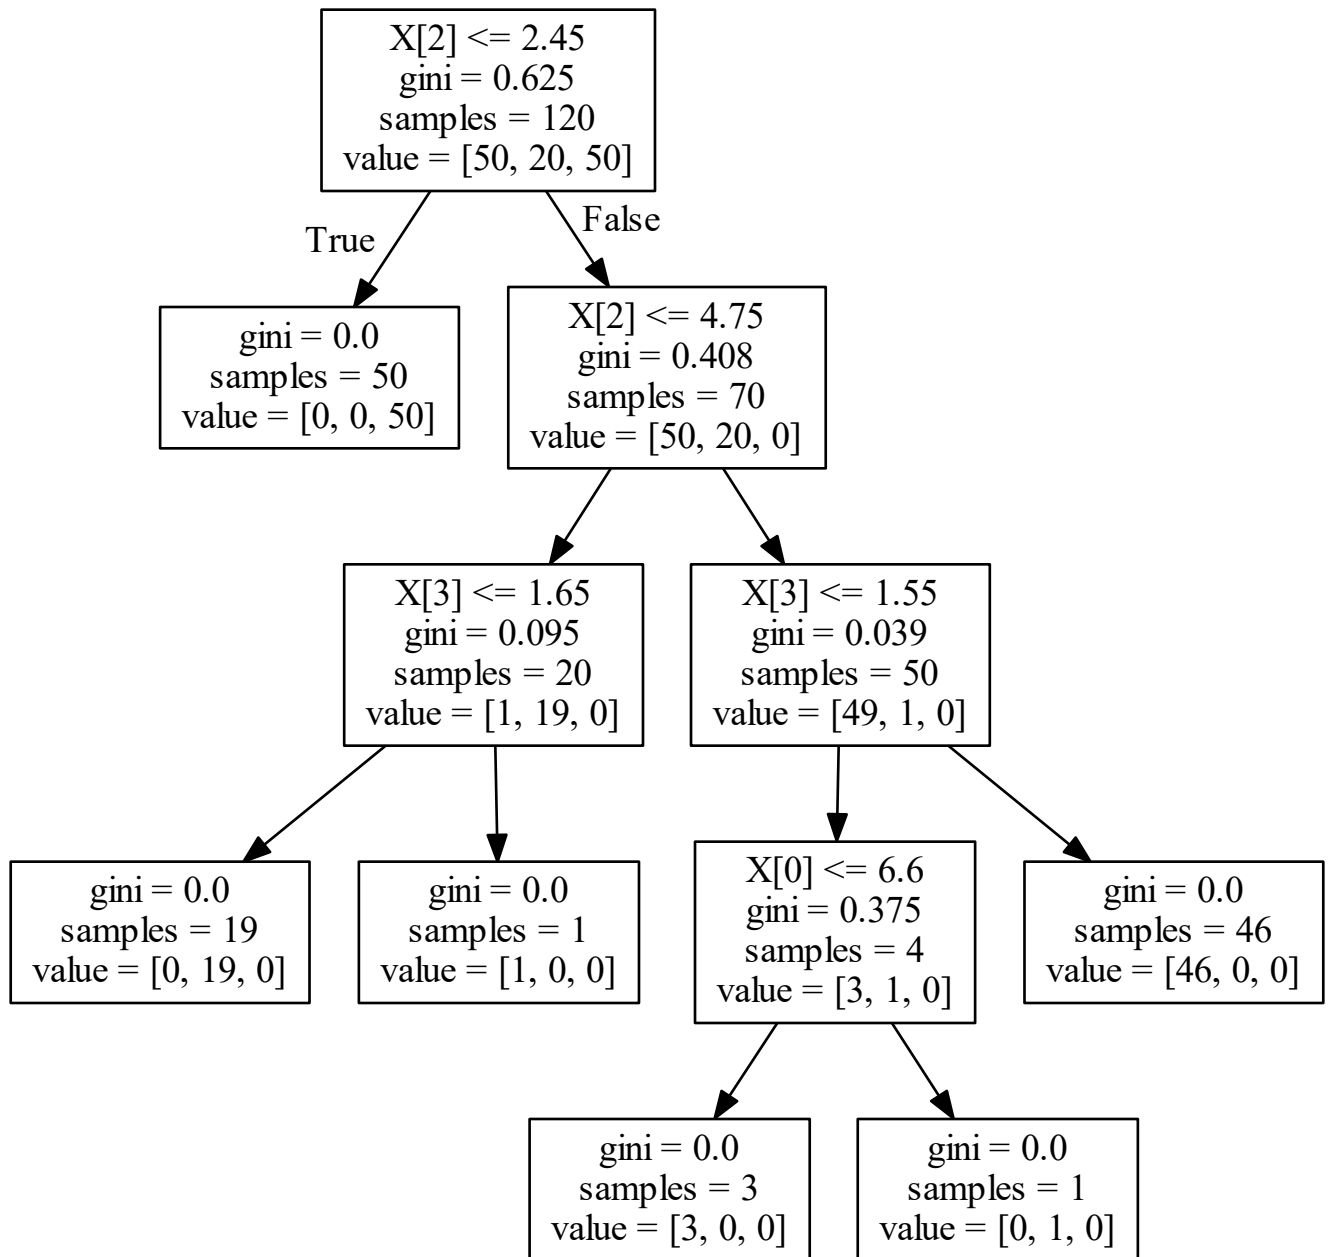 X[2] <= 2.45
gini = 0.625
samples = 120
value = [50, 20, 50]
True
False
gini = 0.0
samples = 50
value = [0, 0, 50]
X[2] <= 4.75
gini = 0.408
samples = 70
value = [50, 20, 0]
X[3] <= 1.65
gini = 0.095
samples = 20
value = [1, 19, 0]
X[3] <= 1.55
gini = 0.039
samples = 50
value = [49, 1, 0]
gini = 0.0
samples = 19
value = [0, 19, 0]
gini = 0.0
samples = 1
value = [1, 0, 0]
X[0] <= 6.6
gini = 0.375
samples = 4
value = [3, 1, 0]
gini = 0.0
samples = 46
value = [46, 0, 0]
gini = 0.0
samples = 3
value = [3, 0, 0]
gini = 0.0
samples = 1
value = [0, 1, 0]